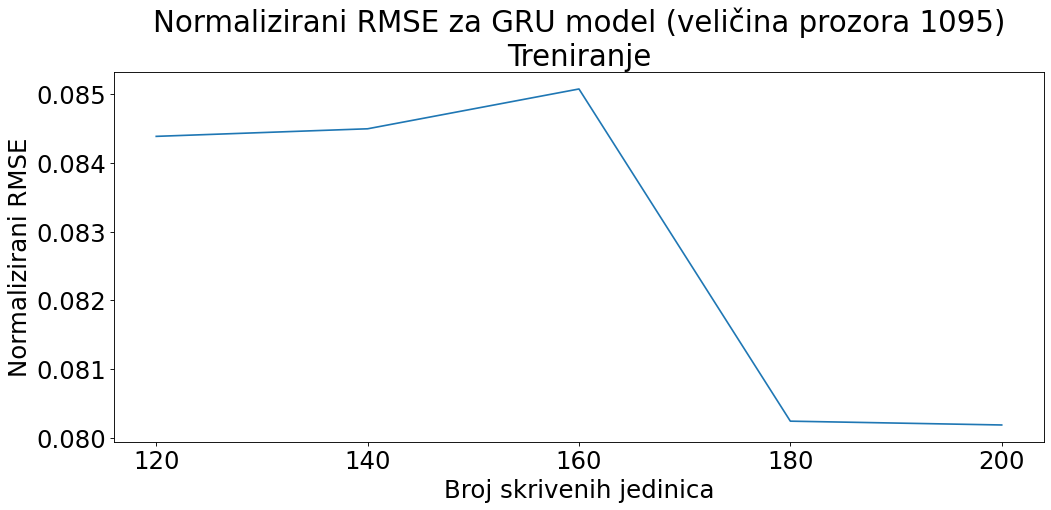 Normalizirani RMSE za GRU model (veličina prozora 1095)
Treniranje
Normalizirani RMSE
0.085
0.084
0.083
0.082
0.081
0.080
120 140 160 180 200
Broj skrivenih jedinica